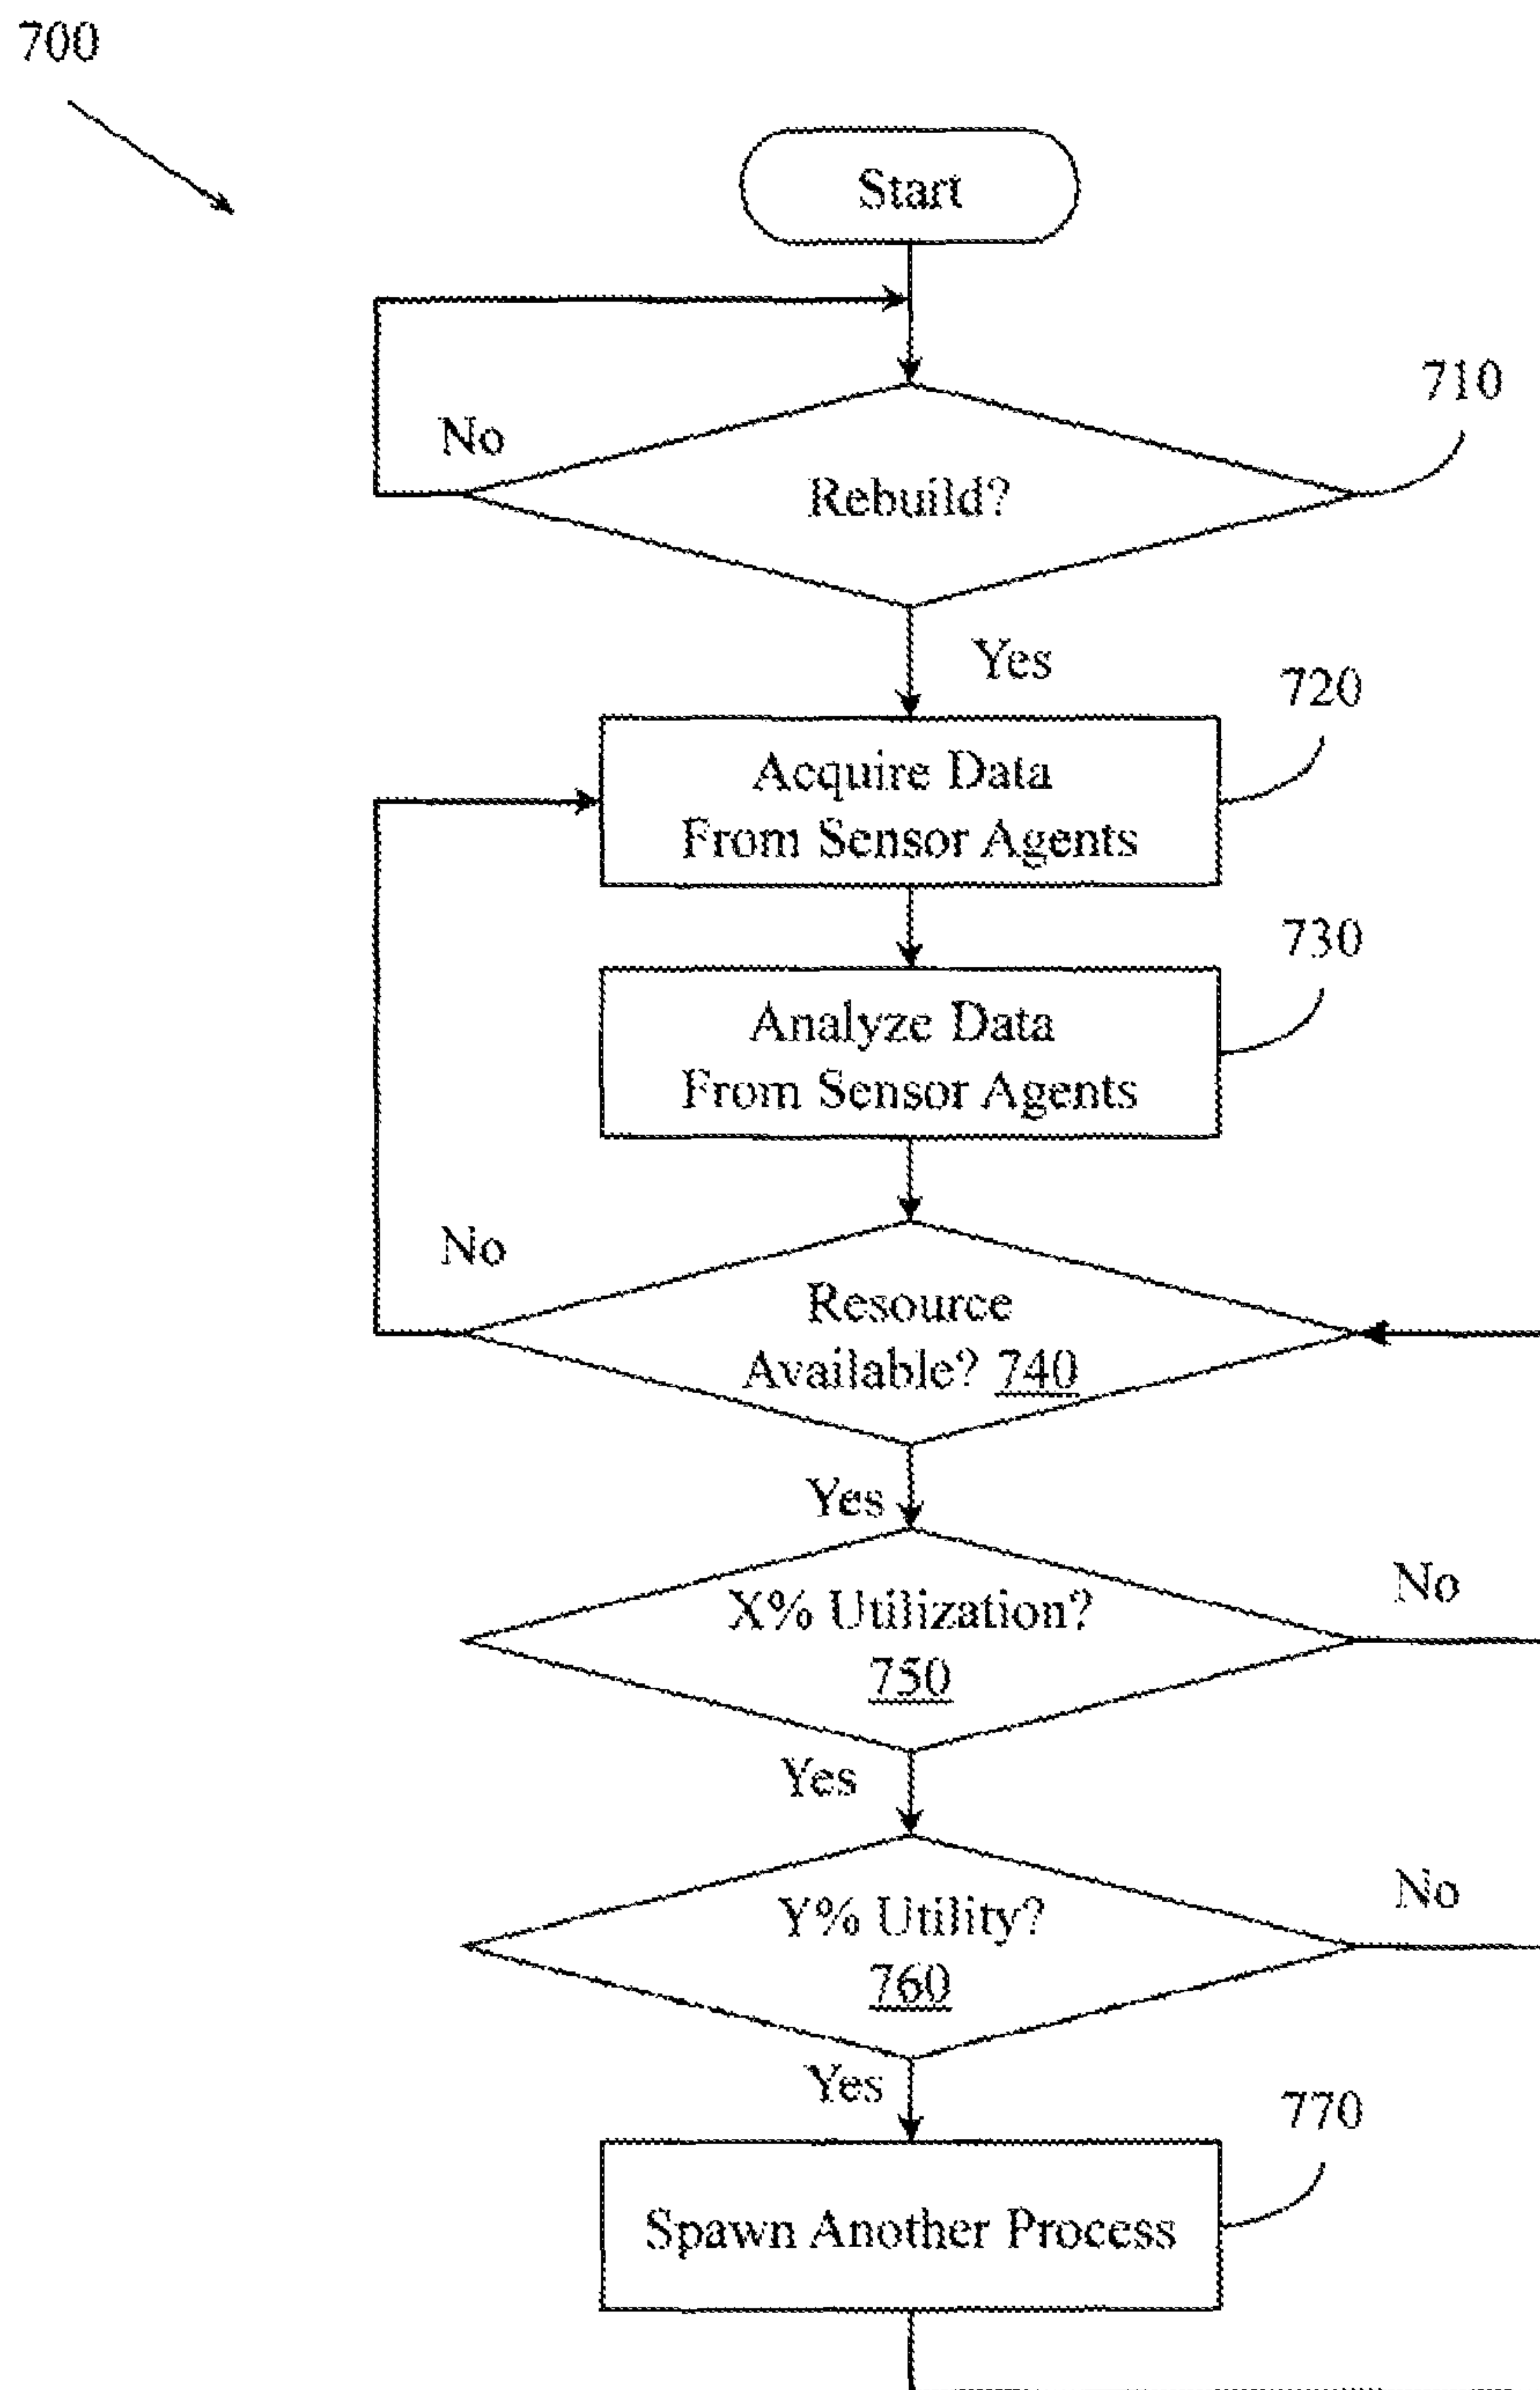 700
Start
No
710
Rebuild?
Yes
720
Acquire Data
From Sensor Agents
730
Analyze Data
From Sensor Agents
No
Resource
Available? 740
Yes
No
X% Utilization?
750
Yes
No
Y% Utility?
760
Yes
770
Spawn Another Process